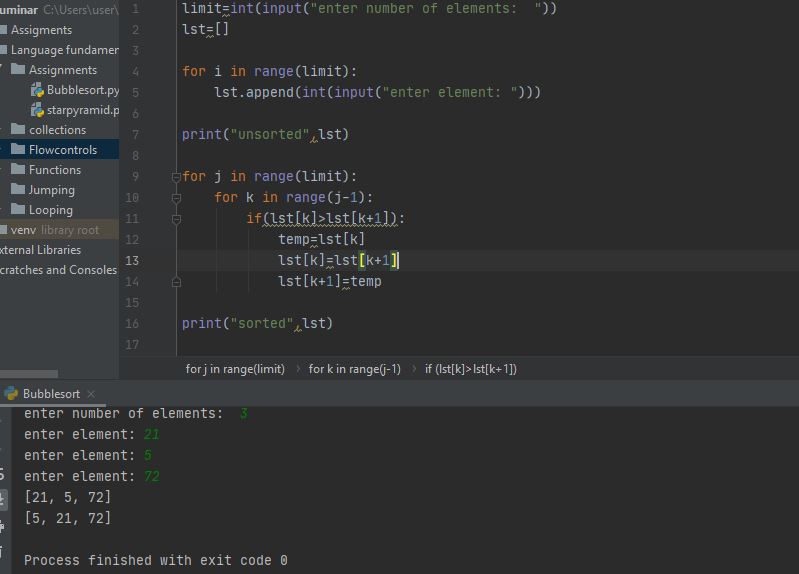 uminar C:\Users\user\
Assigments
Language fundamer
Assignments
Bubblesort.py
starpyramid.p
collections
Flowcontrols
Functions
Jumping
Looping
venv library root
xternal Libraries
cratches and Consoles
1 limit=int(input("enter number of elements:  "))
2 lst=[]
3
4 for i in range(limit):
5     lst.append(int(input("enter element: ")))
6
7 print("unsorted",lst)
8
9 for j in range(limit):
10     for k in range(j-1):
11         if(lst[k]>lst[k+1]):
12             temp=lst[k]
13             lst[k]=lst[k+1]
14             lst[k+1]=temp
15
16 print("sorted",lst)
17
for j in range(limit) › for k in range(j-1) › if (lst[k]>lst[k+1])
Bubblesort ×
enter number of elements:  3
enter element: 21
enter element: 5
enter element: 72
[21, 5, 72]
[5, 21, 72]
Process finished with exit code 0